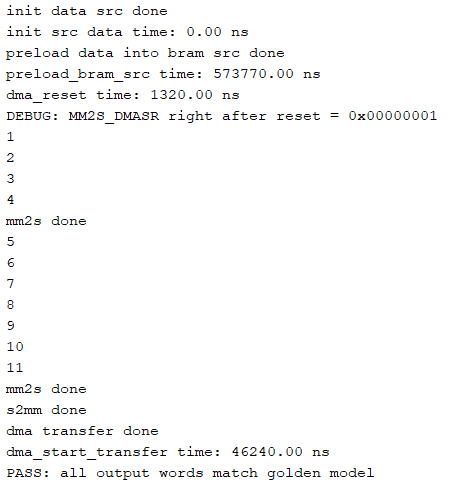 init data src done
init src data time: 0.00 ns
preload data into bram src done
preload_bram_src time: 573770.00 ns
dma_reset time: 1320.00 ns
DEBUG: MM2S_DMASR right after reset = 0x00000001
1
2
3
4
mm2s done
5
6
7
8
9
10
11
mm2s done
s2mm done
dma transfer done
dma_start_transfer time: 46240.00 ns
PASS: all output words match golden model